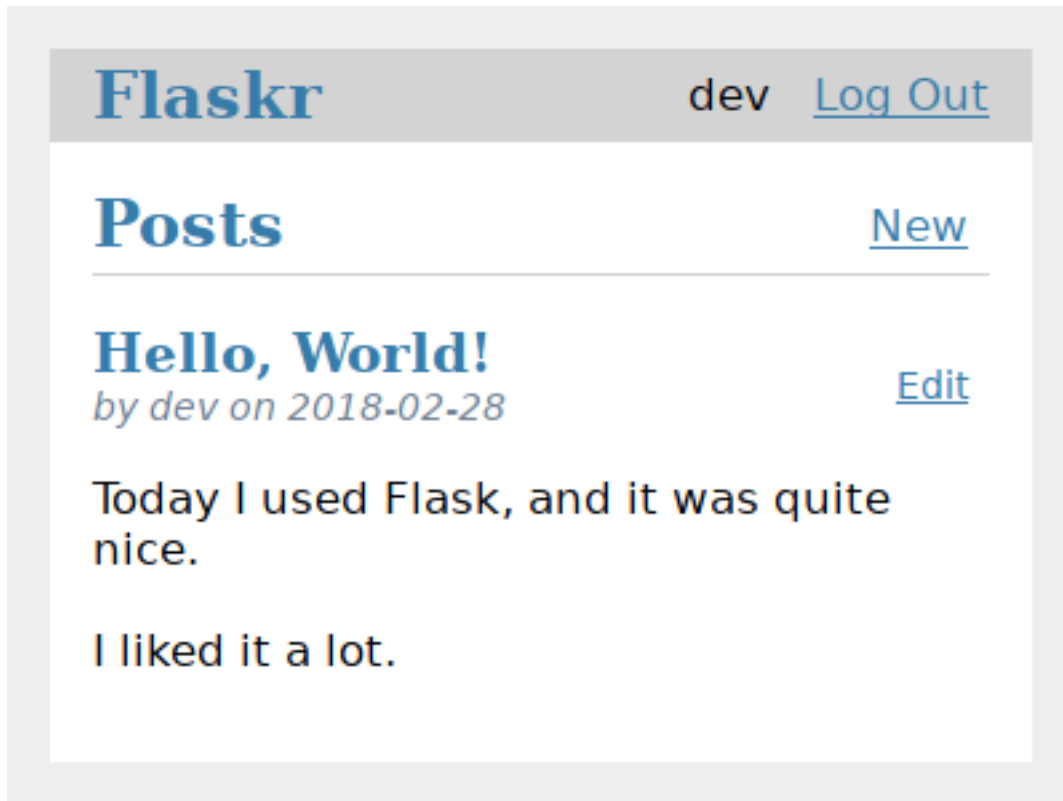 Flaskr dev Log Out
Posts New
Hello, World!
by dev on 2018-02-28 Edit
Today I used Flask, and it was quite
nice.
I liked it a lot.